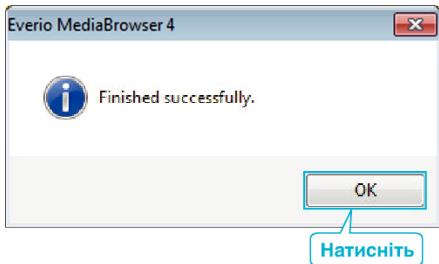 Everio MediaBrowser 4
Finished successfully.
OK
Натисніть